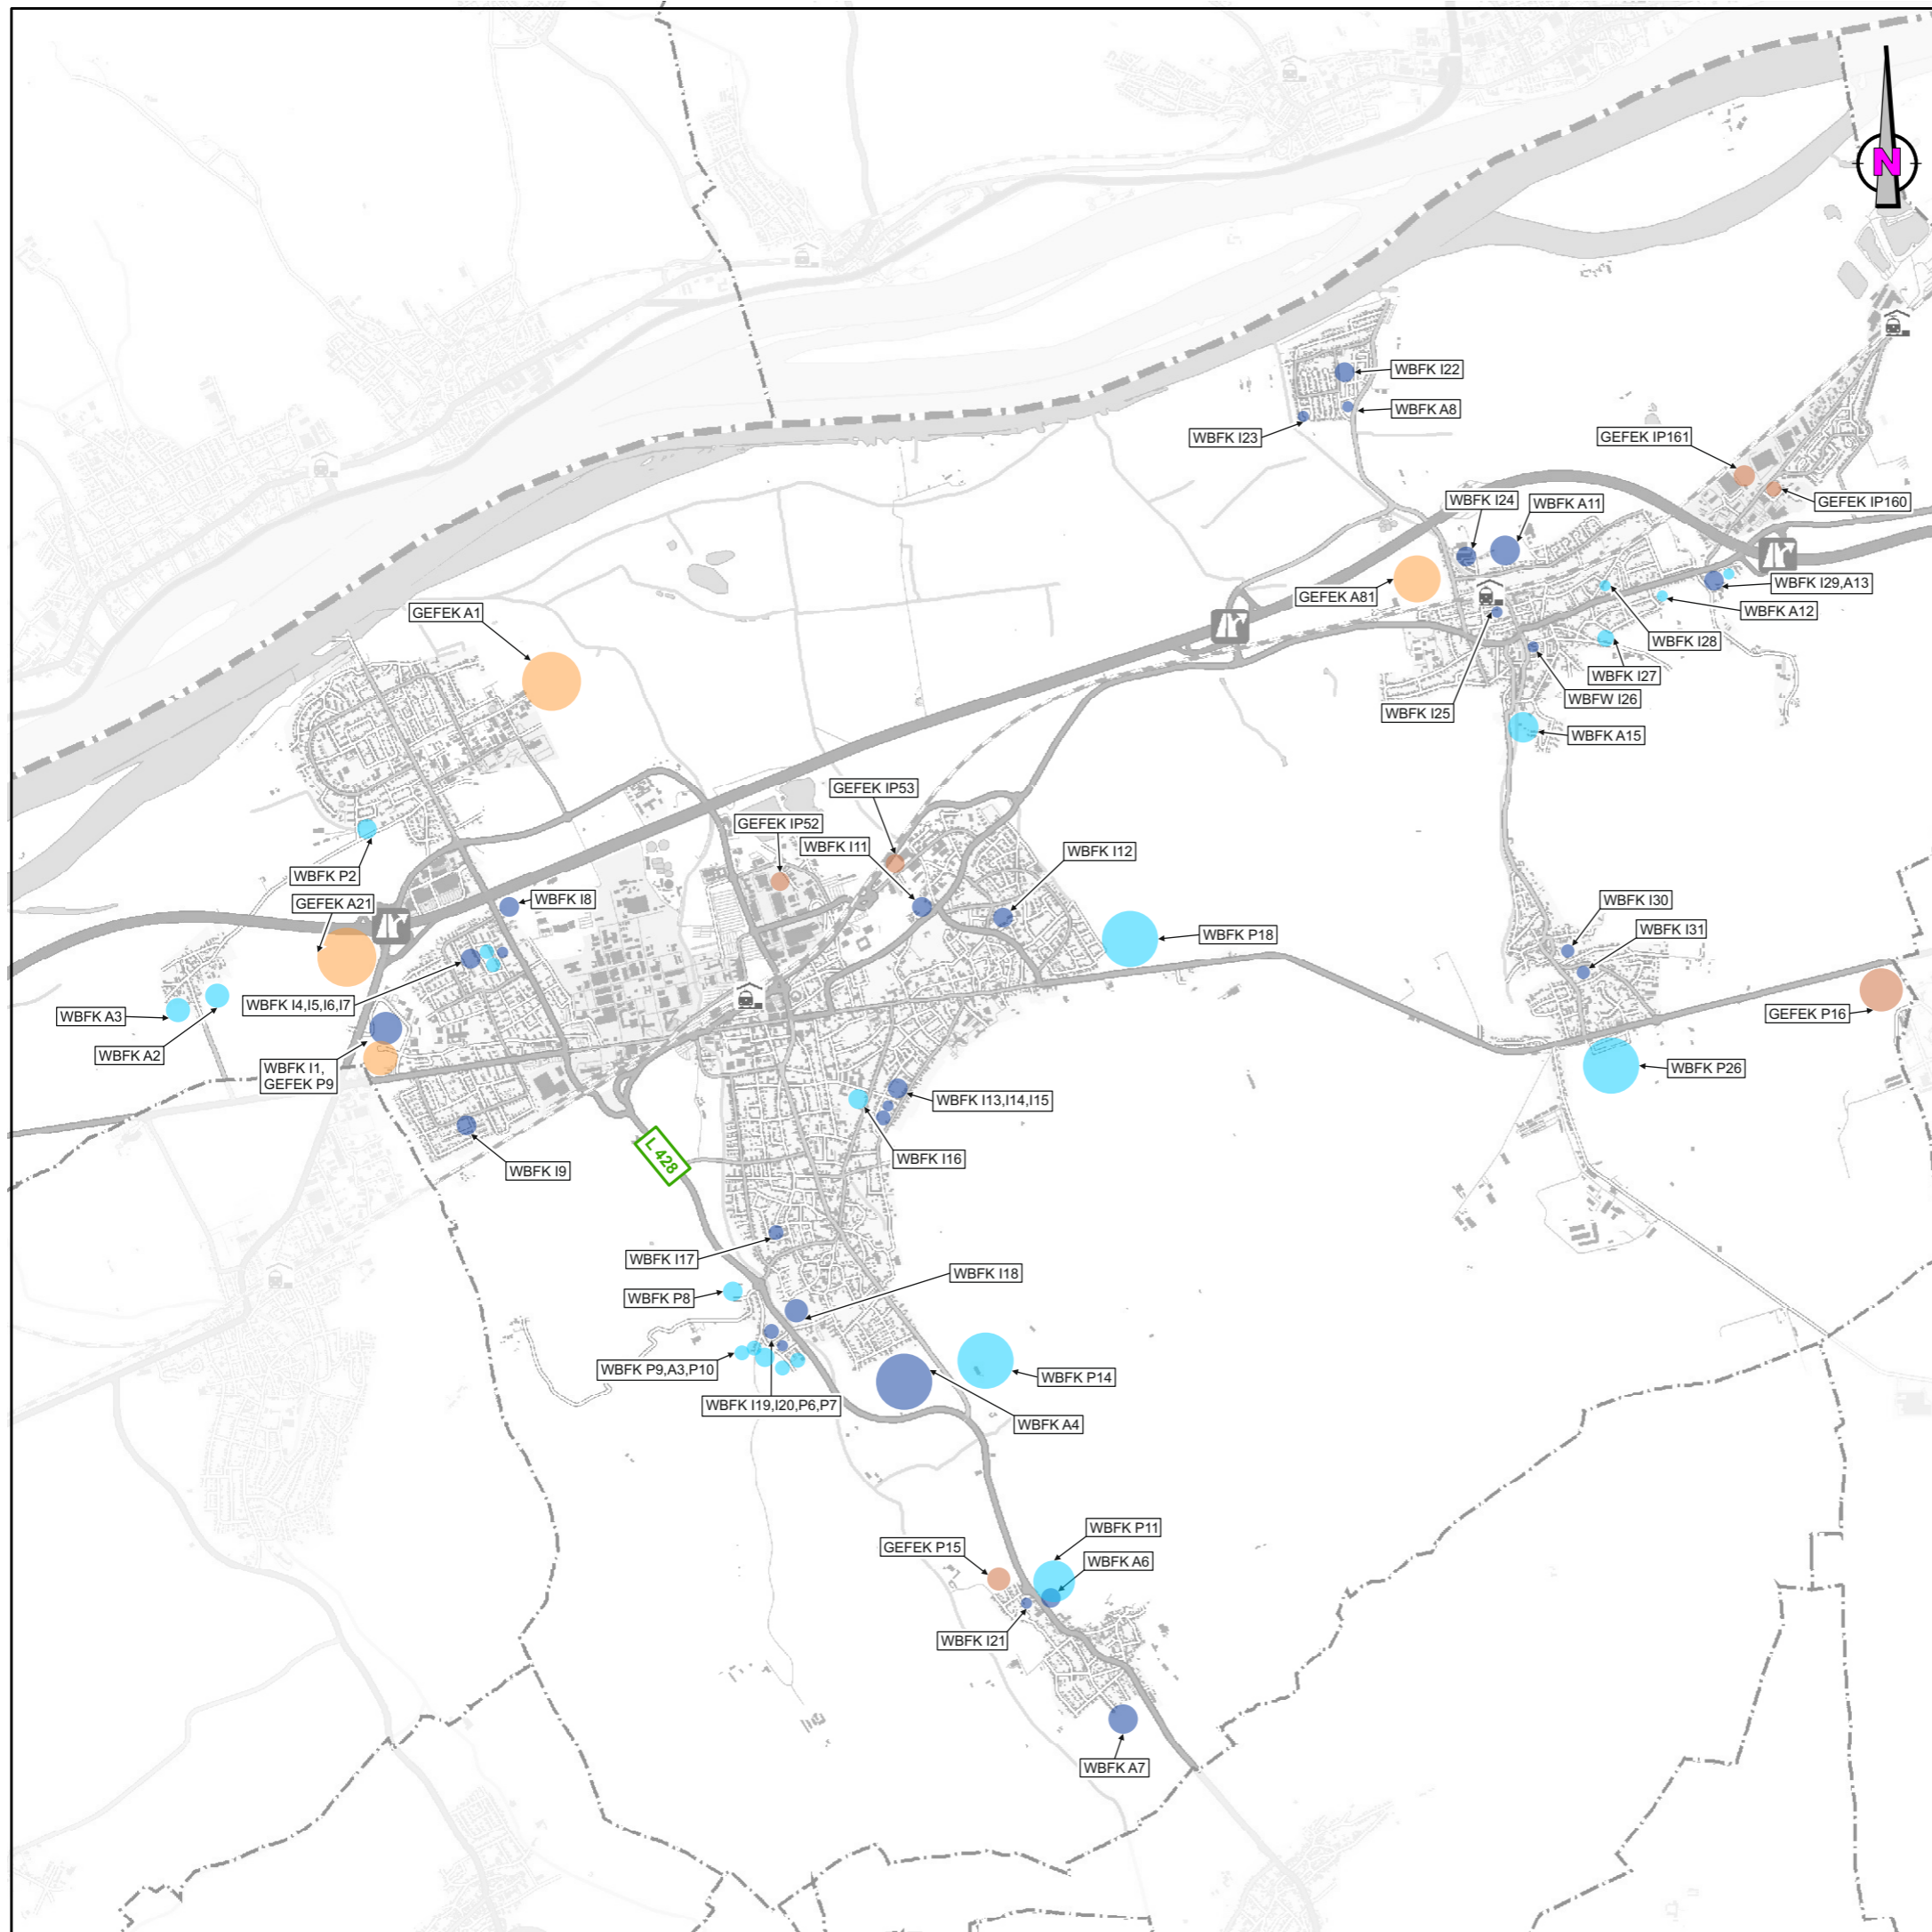 N
WBFK I22
WBFK A8
WBFK I23
GEFEK IP161
WBFK I24
WBFK A11
GEFEK IP160
GEFEK A81
WBFK I29,A13
GEFEK A1
WBFK A12
WBFK I28
WBFK I27
WBFW I26
WBFK I25
WBFK A15
GEFEK IP53
GEFEK IP52
WBFK I11
WBFK I12
WBFK P2
GEFEK A21
WBFK I8
WBFK I30
WBFK I31
WBFK P18
WBFK I4,I5,I6,I7
WBFK A3
GEFEK P16
WBFK A2
WBFK I1,
GEFEK P9
WBFK P26
WBFK I13,I14,I15
L 428
WBFK I16
WBFK I9
WBFK I17
WBFK I18
WBFK P8
WBFK P9,A3,P10
WBFK P14
WBFK I19,I20,P6,P7
WBFK A4
WBFK P11
GEFEK P15
WBFK A6
WBFK I21
WBFK A7